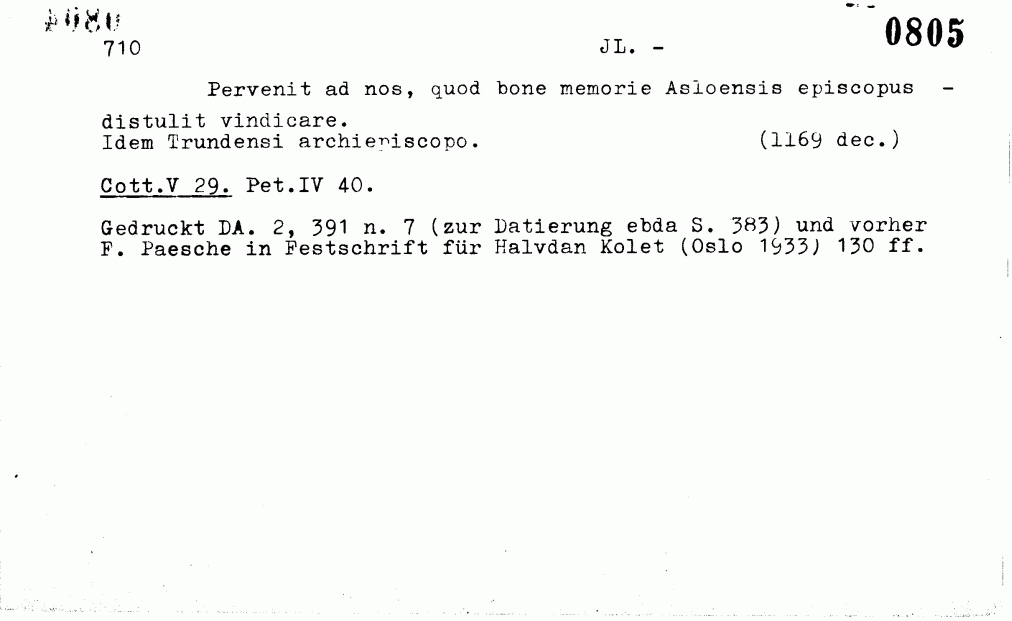 0805
710 JL. -
Pervenit ad nos, quod bone memorie Asloensis episcopus -
distulit vindicare.
Idem Trundensi archiepiscopo. (1169 dec.)
Cott.V 29. Pet.IV 40.
Gedruckt DA. 2, 391 n. 7 (zur Datierung ebda S. 383) und vorher
F. Paesche in Festschrift für Halvdan Kolet (Oslo 1933) 130 ff.